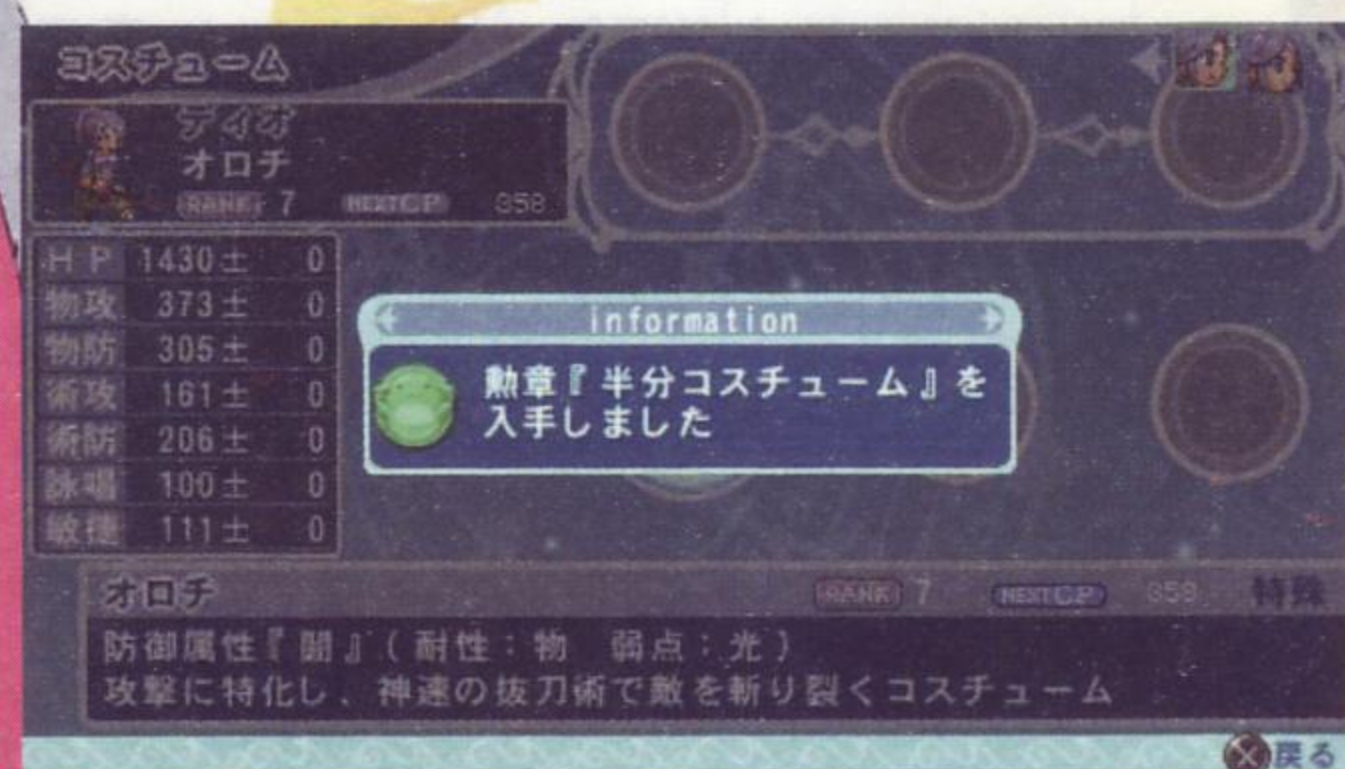 コスチューム
ディオ
オロチ
RANK 7 NEXT CP 358
HP 1430± 0
物攻 373± 0
物防 305± 0
術攻 161± 0
術防 206± 0
詠唱 100± 0
敏捷 111± 0
information
勲章『半分コスチューム』を
入手しました
オロチ RANK 7 NEXT CP 358 特殊
防御属性『闇』(耐性:物 弱点:光)
攻撃に特化し、神速の抜刀術で敵を斬り裂くコスチューム
戻る